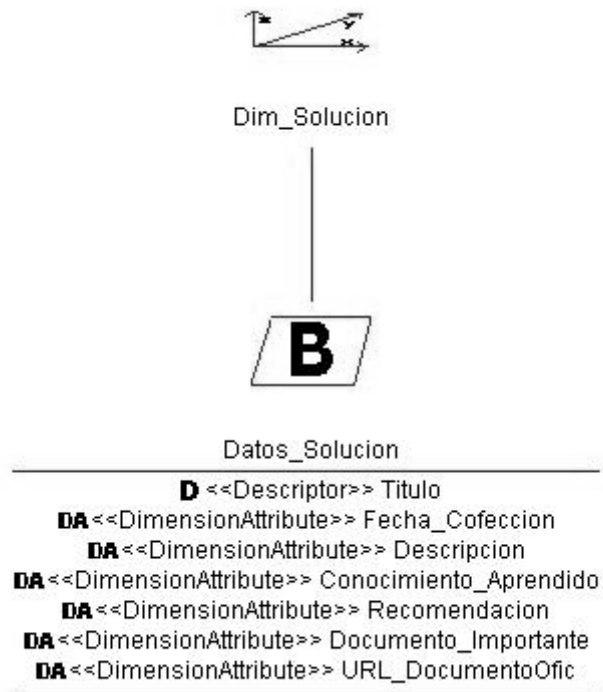 z
Y
x
Dim_Solucion
B
Datos_Solucion
D <<Descriptor>> Titulo
DA <<DimensionAttribute>> Fecha_Cofeccion
DA <<DimensionAttribute>> Descripcion
DA <<DimensionAttribute>> Conocimiento_Aprendido
DA <<DimensionAttribute>> Recomendacion
DA <<DimensionAttribute>> Documento_Importante
DA <<DimensionAttribute>> URL_DocumentoOfic